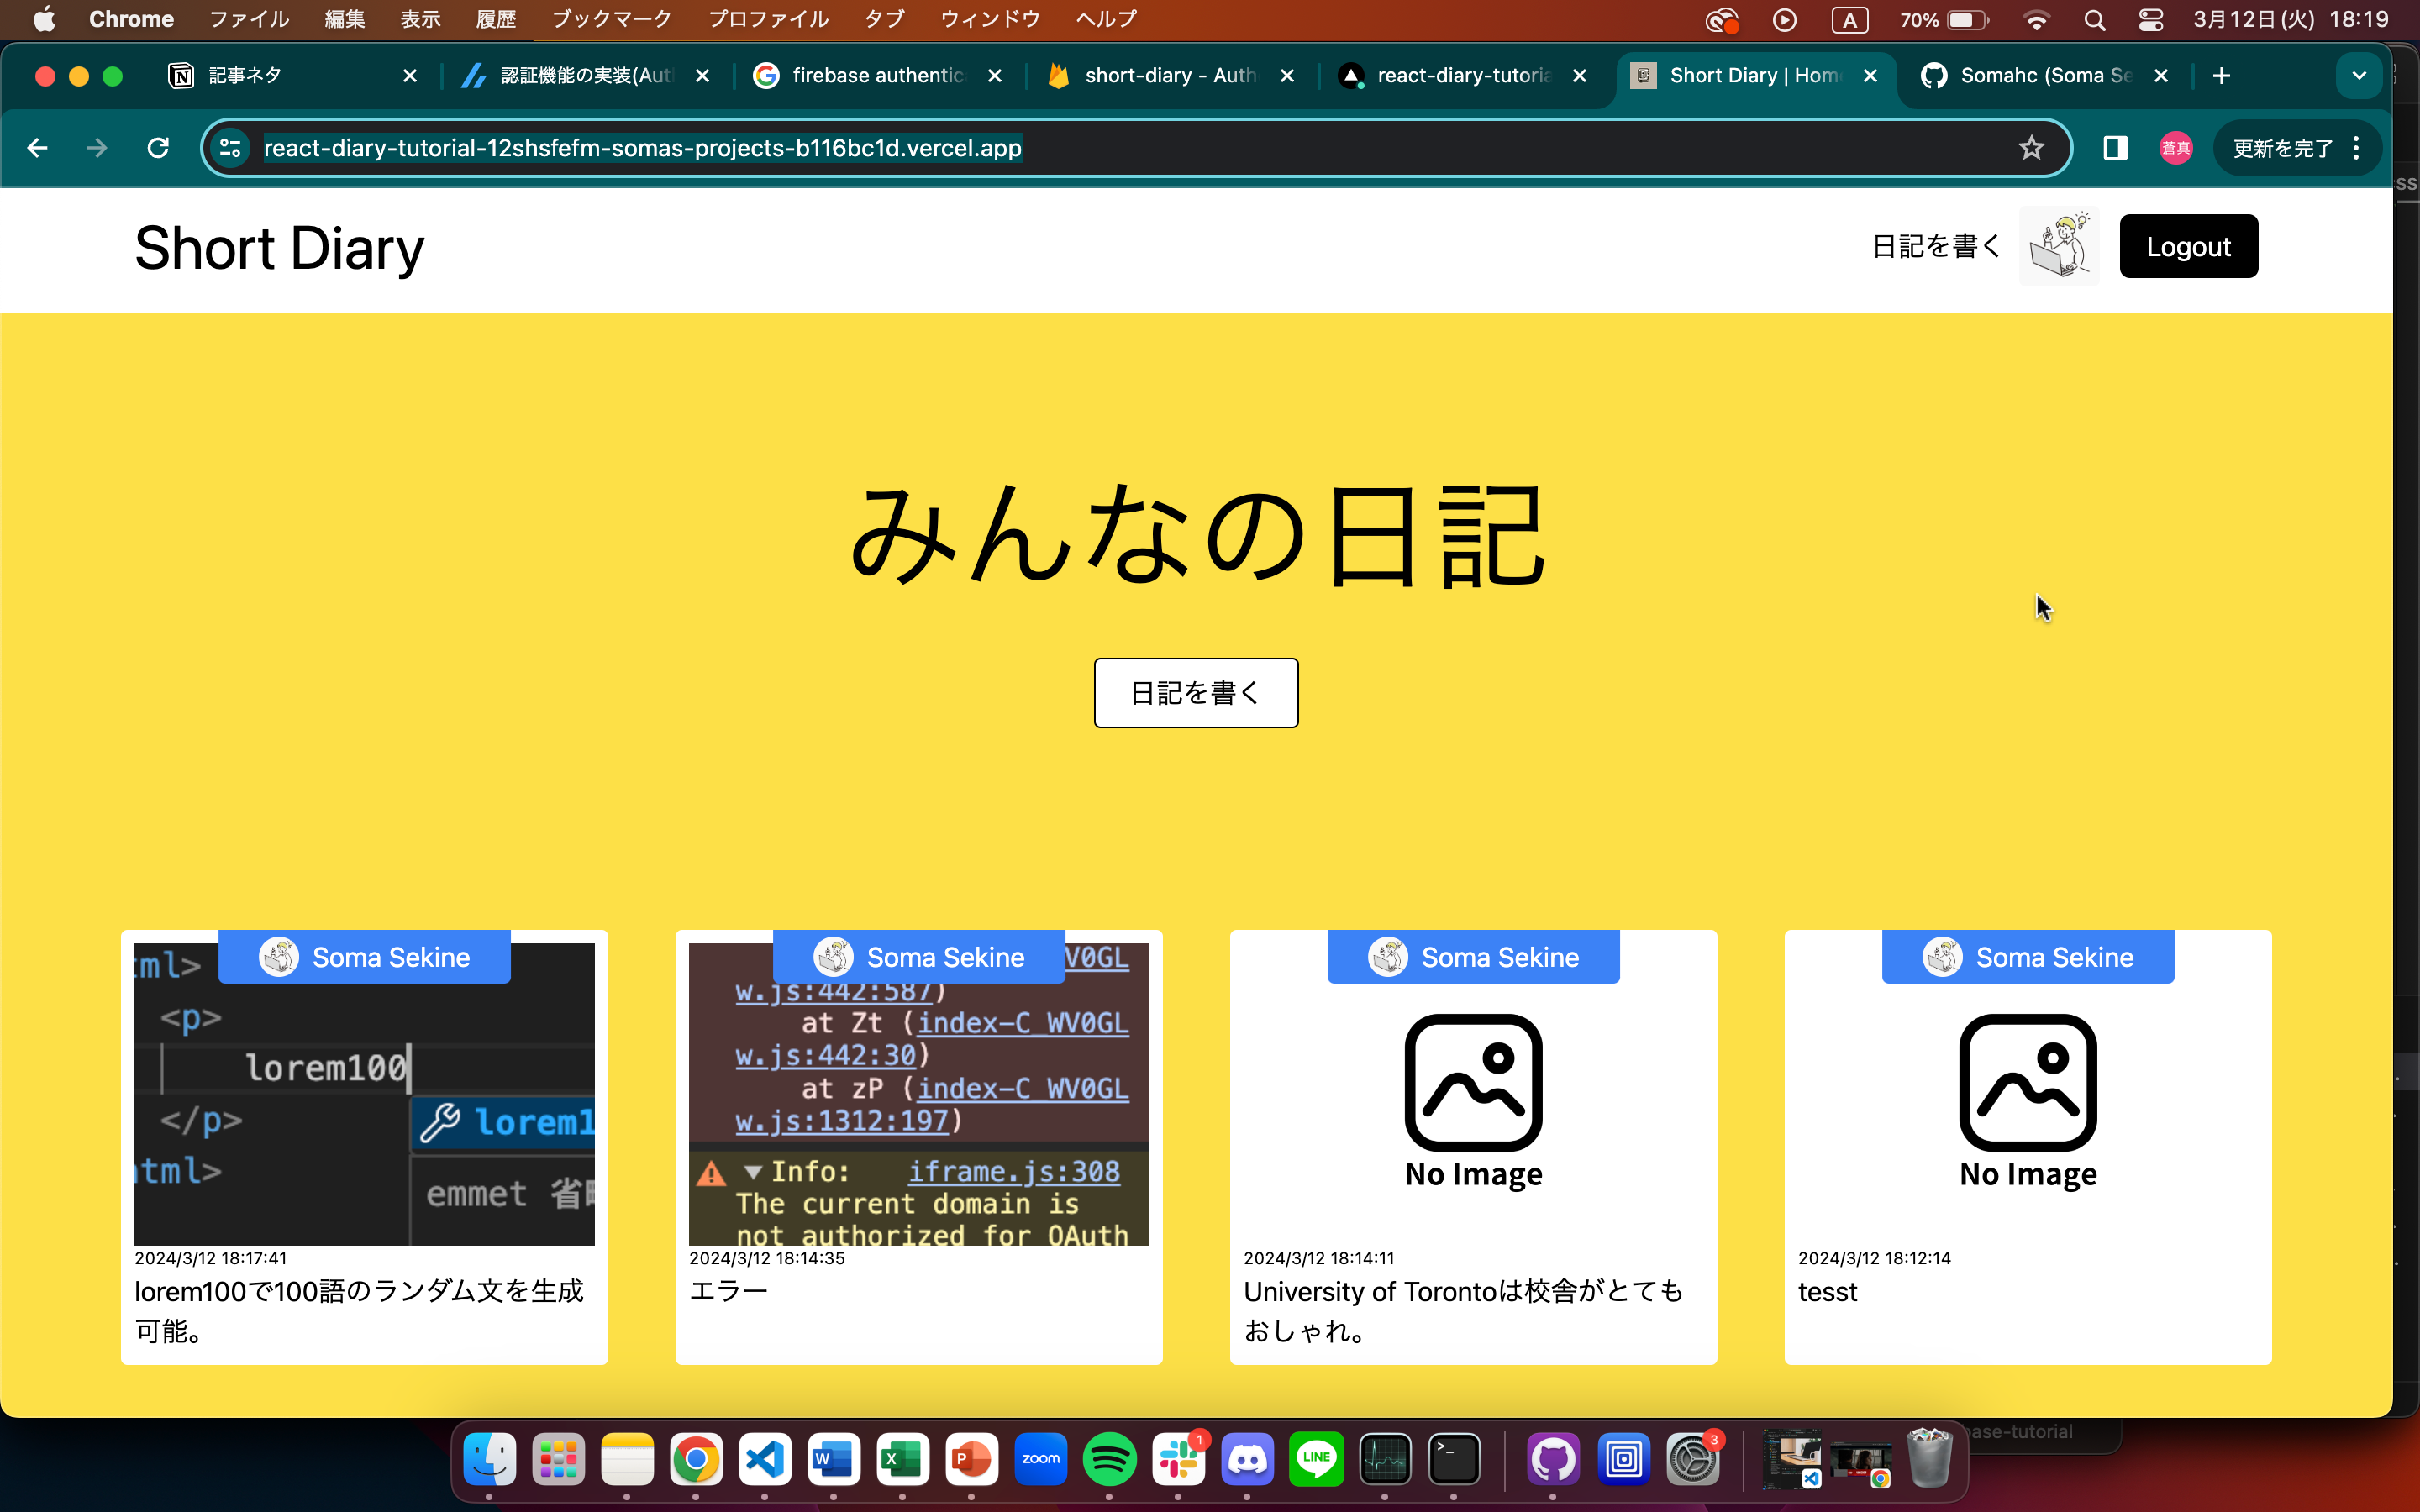 Chrome ファイル 編集 表示 履歴 ブックマーク プロファイル タブ ウィンドウ ヘルプ A 70% 3月12日(火) 18:19
記事ネタ 認証機能の実装(Aut firebase authentic short-diary - Auth react-diary-tutoria Short Diary | Hom Somahc (Soma Se
react-diary-tutorial-12shsfefm-somas-projects-b116bc1d.vercel.app 蒼真 更新を完了
Short Diary 日記を書く Logout
みんなの日記
日記を書く
Soma Sekine
tml>
<p>
lorem100
</p> lorem1
tml>
emmet 省
2024/3/12 18:17:41
lorem100で100語のランダム文を生成
可能。
Soma Sekine
V0GL
w.js:442:587)
at Zt (index-C_WV0GL
w.js:442:30)
at zP (index-C_WV0GL
w.js:1312:197)
Info: iframe.js:308
The current domain is
not authorized for OAuth
2024/3/12 18:14:35
エラー
Soma Sekine
No Image
2024/3/12 18:14:11
University of Torontoは校舎がとても
おしゃれ。
Soma Sekine
No Image
2024/3/12 18:12:14
tesst
ss
base-tutorial
W X P zoom 1 LINE >_ 3